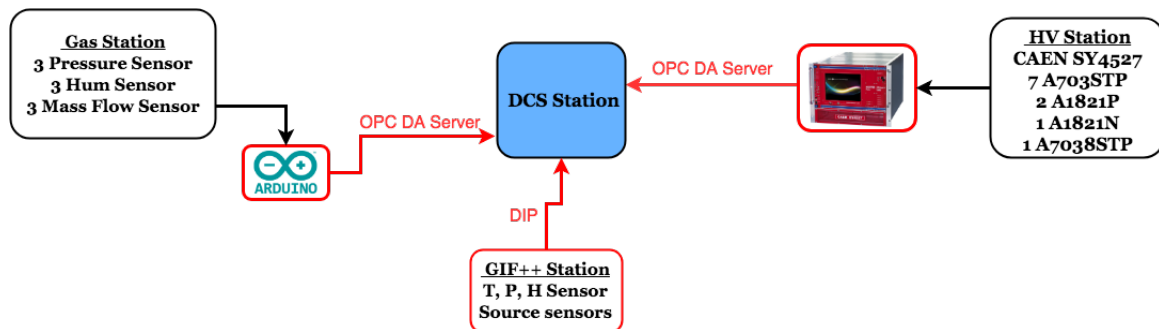 Gas Station
3 Pressure Sensor
3 Hum Sensor
3 Mass Flow Sensor
OPC DA Server
ARDUINO
DCS Station
OPC DA Server
HV Station
CAEN SY4527
7 A703STP
2 A1821P
1 A1821N
1 A7038STP
DIP
GIF++ Station
T, P, H Sensor
Source sensors